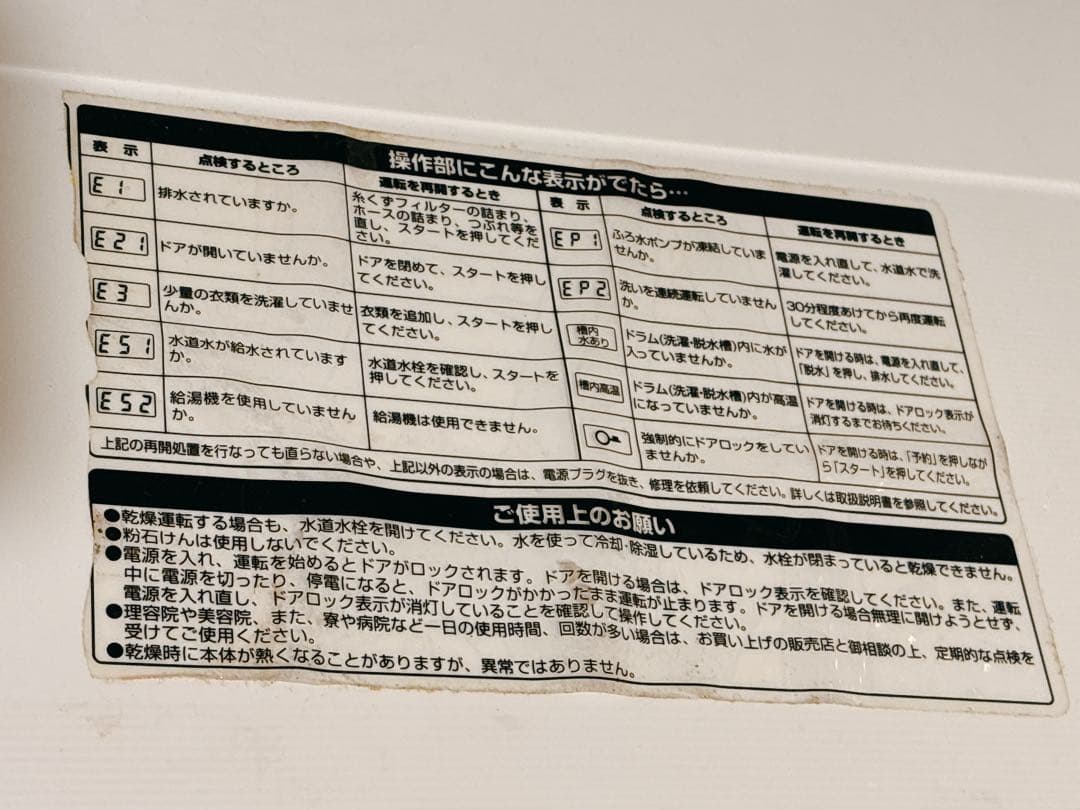 操作部にこんな表示がでたら…
表示 点検するところ 運転を再開するとき
E1 排水されていますか。 糸くずフィルターの詰まり、
ホースの詰まり、つぶれ等を
直し、スタートを押してくだ
さい。
E21 ドアが開いていませんか。 ドアを閉めて、スタートを押し
てください。
E3 少量の衣類を洗濯していませ
んか。
衣類を追加し、スタートを押し
てください。
E51 水道水が給水されています
か。
水道水栓を確認し、スタートを
押してください。
E52 給湯機を使用していません
か。
給湯機は使用できません。
表示 点検するところ 運転を再開するとき
EP1 ふろ水ポンプが凍結していま
せんか。
電源を入れ直して、水道水で洗
濯してください。
EP2 洗いを連続運転していません
か。
30分程度あけてから再度運転
してください。
槽内
水あり
ドラム(洗濯・脱水槽)内に水が
入っていませんか。
ドアを開ける時は、電源を入れ直して、
「脱水」を押し、排水してください。
槽内高温 ドラム(洗濯・脱水槽)内が高温
になっていませんか。
ドアを開ける時は、ドアロック表示が
消灯するまでお待ちください。
強制的にドアロックをしてい
ませんか。
ドアを開ける時は、「予約」を押しなが
ら「スタート」を押してください。
上記の再開処置を行なっても直らない場合や、上記以外の表示の場合は、電源プラグを抜き、修理を依頼してください。詳しくは取扱説明書を参照してください。
ご使用上のお願い
●乾燥運転する場合も、水道水栓を開けてください。水を使って冷却・除湿しているため、水栓が閉まっていると乾燥できません。
●粉石けんは使用しないでください。
●電源を入れ、運転を始めるとドアがロックされます。ドアを開ける場合は、ドアロック表示を確認してください。また、運転
中に電源を切ったり、停電になると、ドアロックがかかったまま運転が止まります。ドアを開ける場合無理に開けようとせず、
電源を入れ直し、ドアロック表示が消灯していることを確認して操作してください。
●理容院や美容院、また、寮や病院など一日の使用時間、回数が多い場合は、お買い上げの販売店と御相談の上、定期的な点検を
受けてご使用ください。
●乾燥時に本体が熱くなることがありますが、異常ではありません。